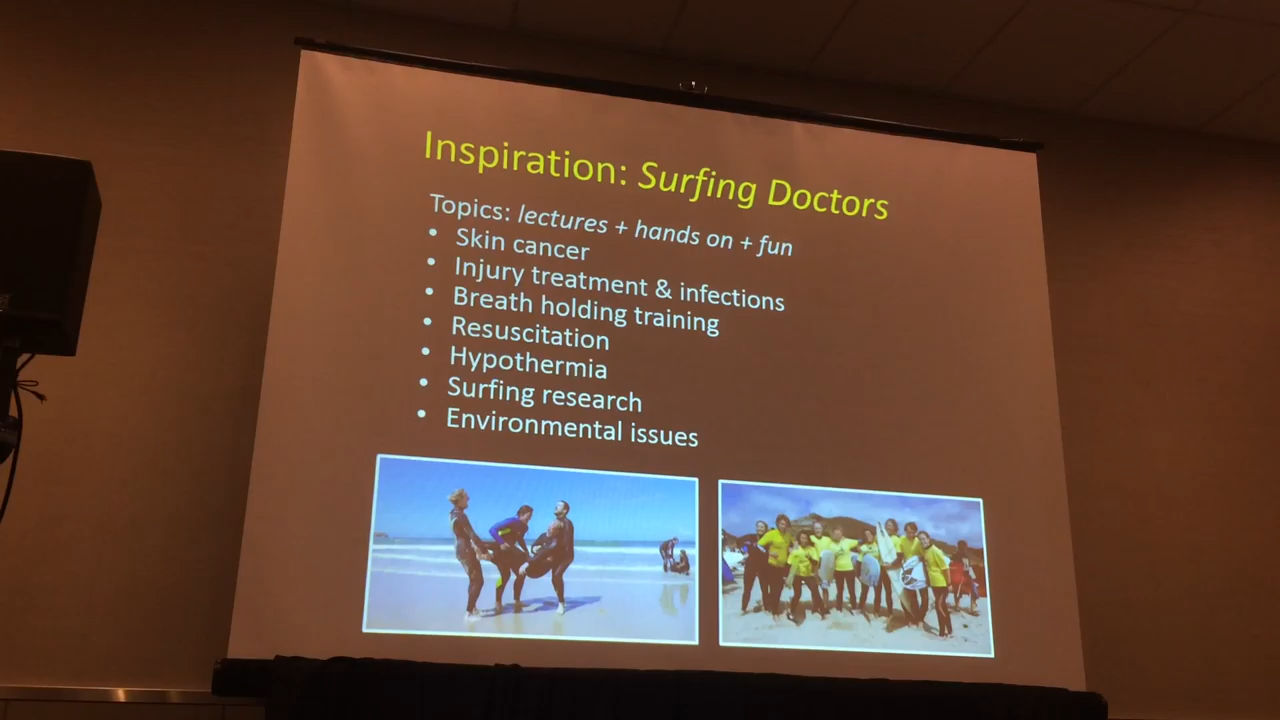 Inspiration: Surfing Doctors
Topics: lectures + hands on + fun
• Skin cancer
• Injury treatment & infections
• Breath holding training
• Resuscitation
• Hypothermia
• Surfing research
• Environmental issues